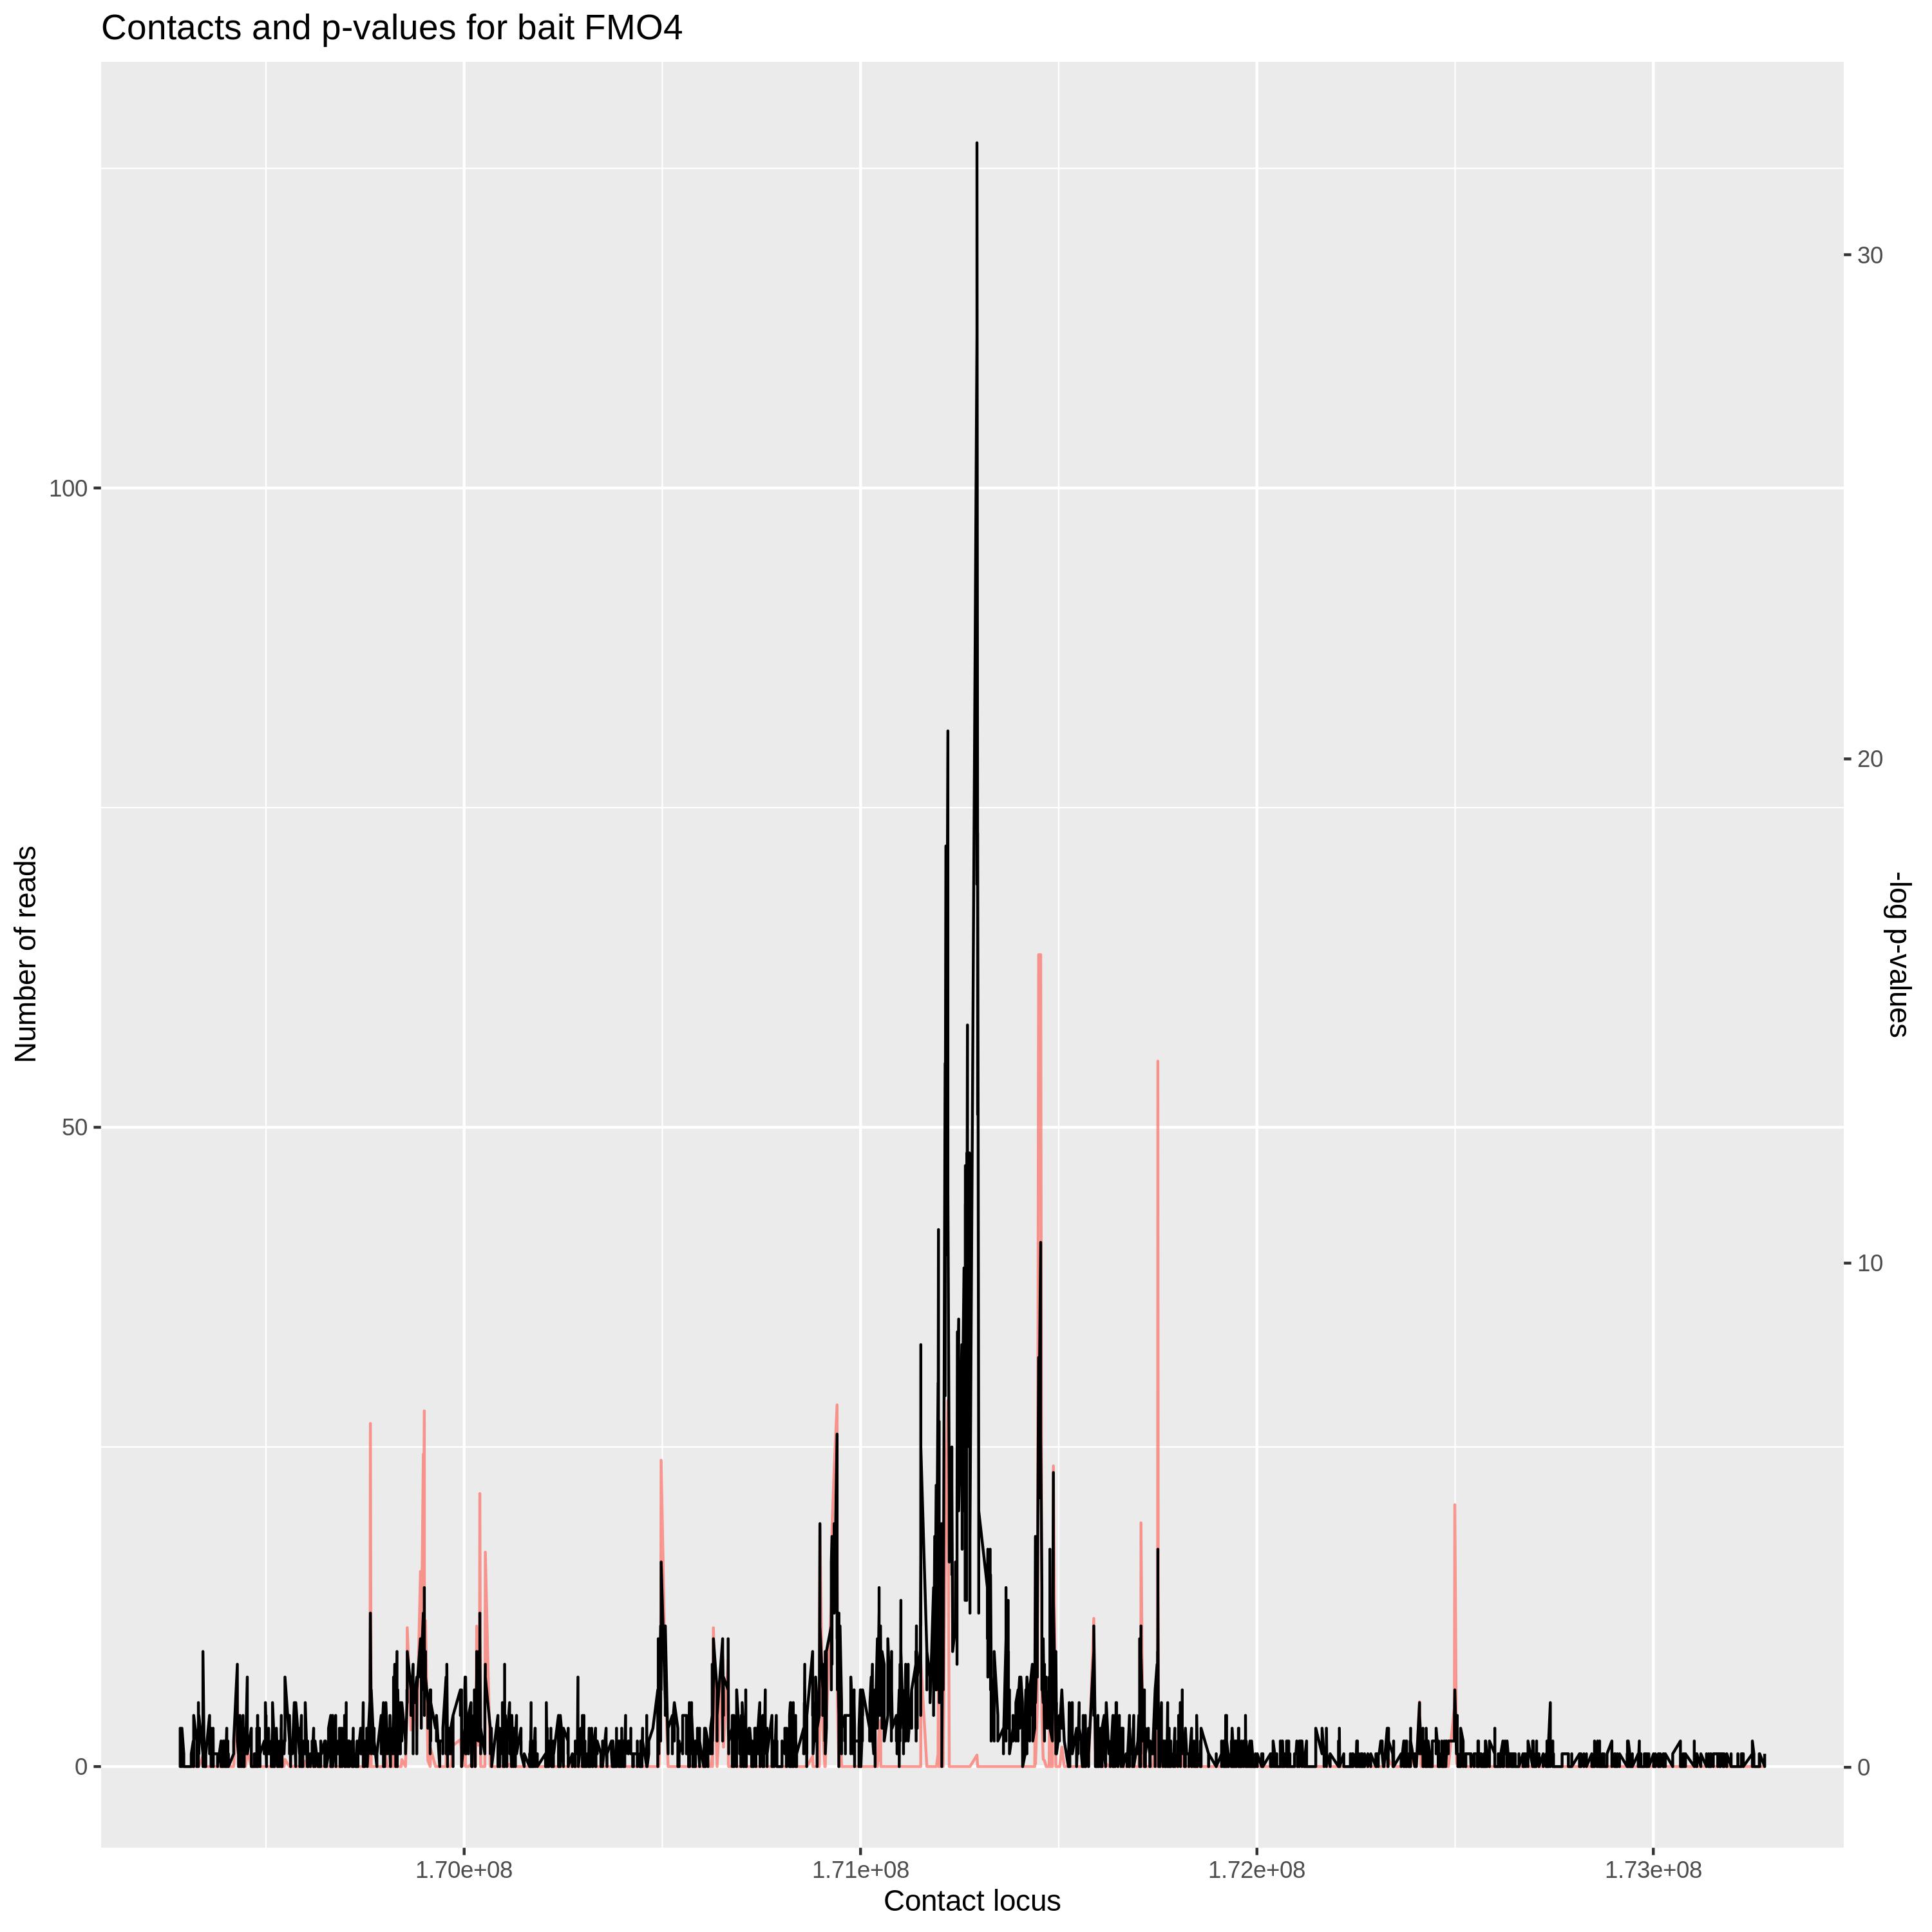 Contacts and p-values for bait FMO4
Number of reads
100
50
0
30
20
10
0
-log p-values
1.70e+08
1.71e+08
1.72e+08
1.73e+08
Contact locus